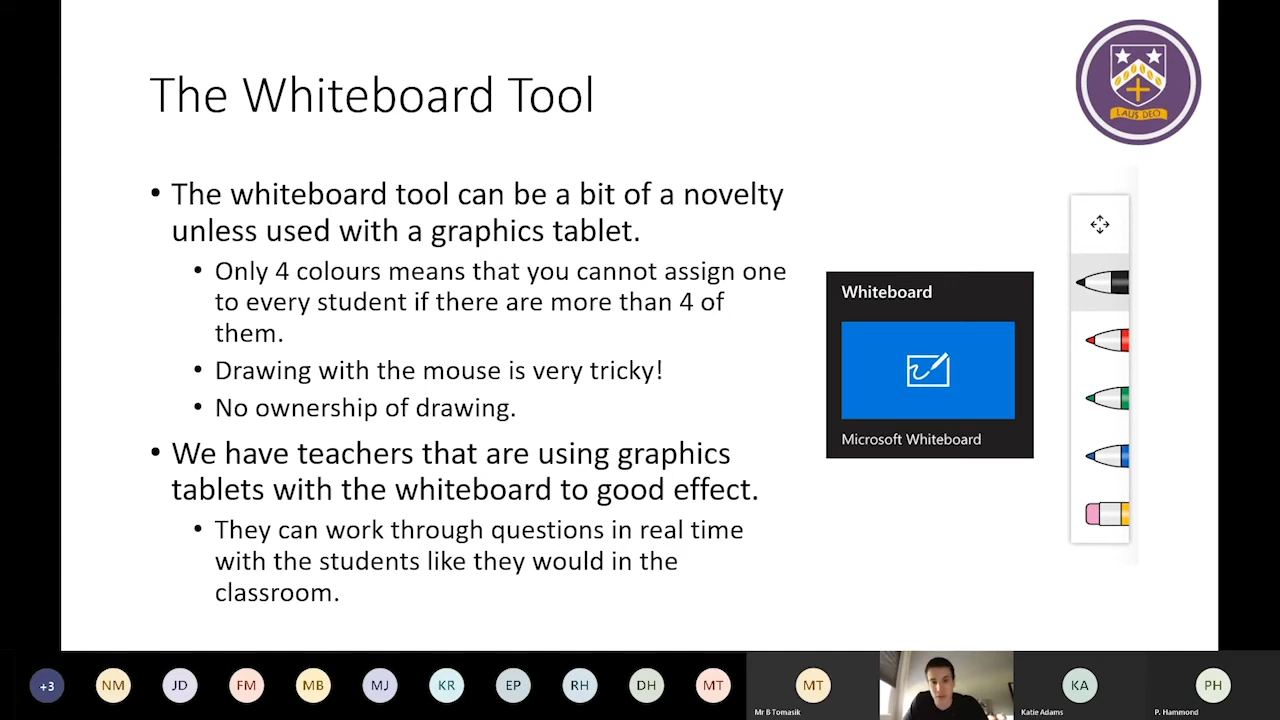 The Whiteboard Tool
LAUS DEO
• The whiteboard tool can be a bit of a novelty
unless used with a graphics tablet.
• Only 4 colours means that you cannot assign one
to every student if there are more than 4 of
them.
• Drawing with the mouse is very tricky!
• No ownership of drawing.
• We have teachers that are using graphics
tablets with the whiteboard to good effect.
• They can work through questions in real time
with the students like they would in the
classroom.
Whiteboard
Microsoft Whiteboard
+3 NM JD FM MB MJ KR EP RH DH MT MT KA PH
Mr B Tomasik Katie Adams P. Hammond